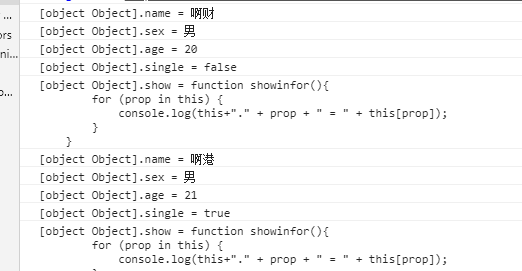 ...
ors
ni...
o...
[object Object].name = 啊财
[object Object].sex = 男
[object Object].age = 20
[object Object].single = false
[object Object].show = function showinfor(){
for (prop in this) {
console.log(this+"." + prop + " = " + this[prop]);
}
}
[object Object].name = 啊港
[object Object].sex = 男
[object Object].age = 21
[object Object].single = true
[object Object].show = function showinfor(){
for (prop in this) {
console.log(this+"." + prop + " = " + this[prop]);